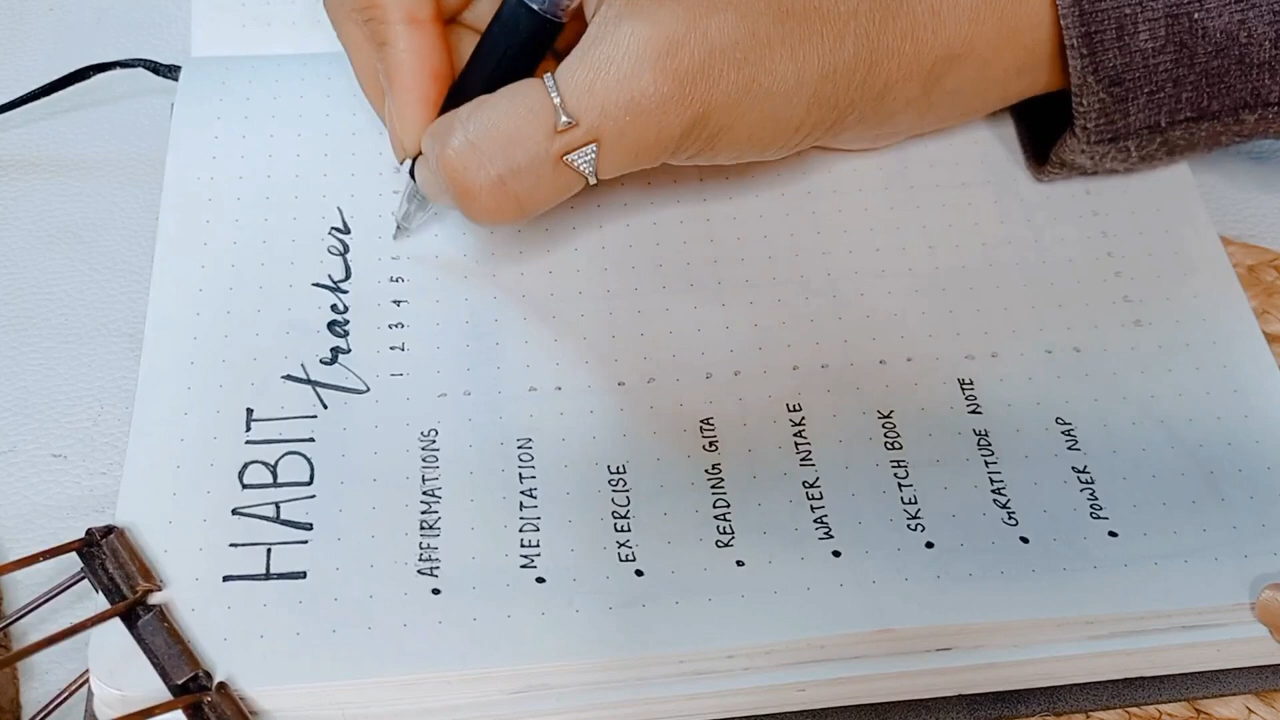 HABIT
tracker
1 2 3 4 5
• AFFIRMATIONS
• MEDITATION
• EXERCISE
• READING GITA
• WATER INTAKE
• SKETCH BOOK
• GRATITUDE NOTE
• POWER NAP